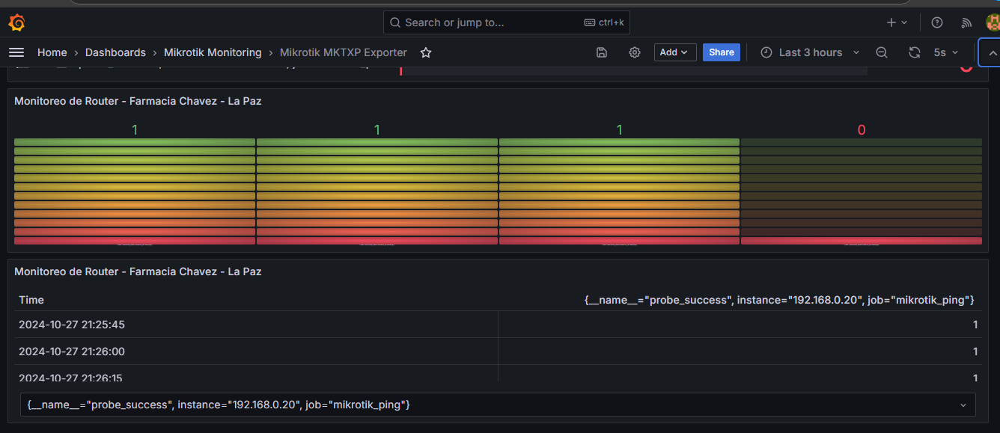 Search or jump to... ctrl+k
Home › Dashboards › Mikrotik Monitoring › Mikrotik MKTXP Exporter Add Share Last 3 hours 5s
Monitoreo de Router - Farmacia Chavez - La Paz
1 1 1 0
Monitoreo de Router - Farmacia Chavez - La Paz
Time {__name__="probe_success", instance="192.168.0.20", job="mikrotik_ping"}
2024-10-27 21:25:45 1
2024-10-27 21:26:00 1
2024-10-27 21:26:15 1
{__name__="probe_success", instance="192.168.0.20", job="mikrotik_ping"}